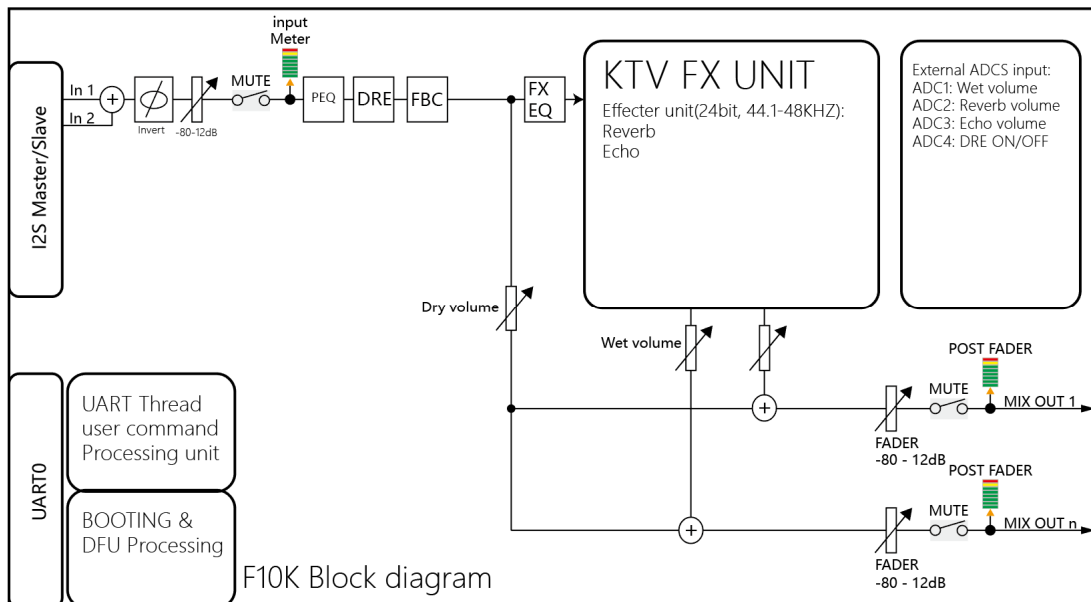 input
Meter
I2S Master/Slave
In 1
In 2
Invert
-80-12dB
MUTE
PEQ
DRE
FBC
FX
EQ
KTV FX UNIT
Effecter unit(24bit, 44.1-48KHZ):
Reverb
Echo
External ADCS input:
ADC1: Wet volume
ADC2: Reverb volume
ADC3: Echo volume
ADC4: DRE ON/OFF
Dry volume
Wet volume
POST FADER
MUTE
MIX OUT 1
FADER
-80 - 12dB
POST FADER
MUTE
MIX OUT n
FADER
-80 - 12dB
UART0
UART Thread
user command
Processing unit
BOOTING &
DFU Processing
F10K Block diagram